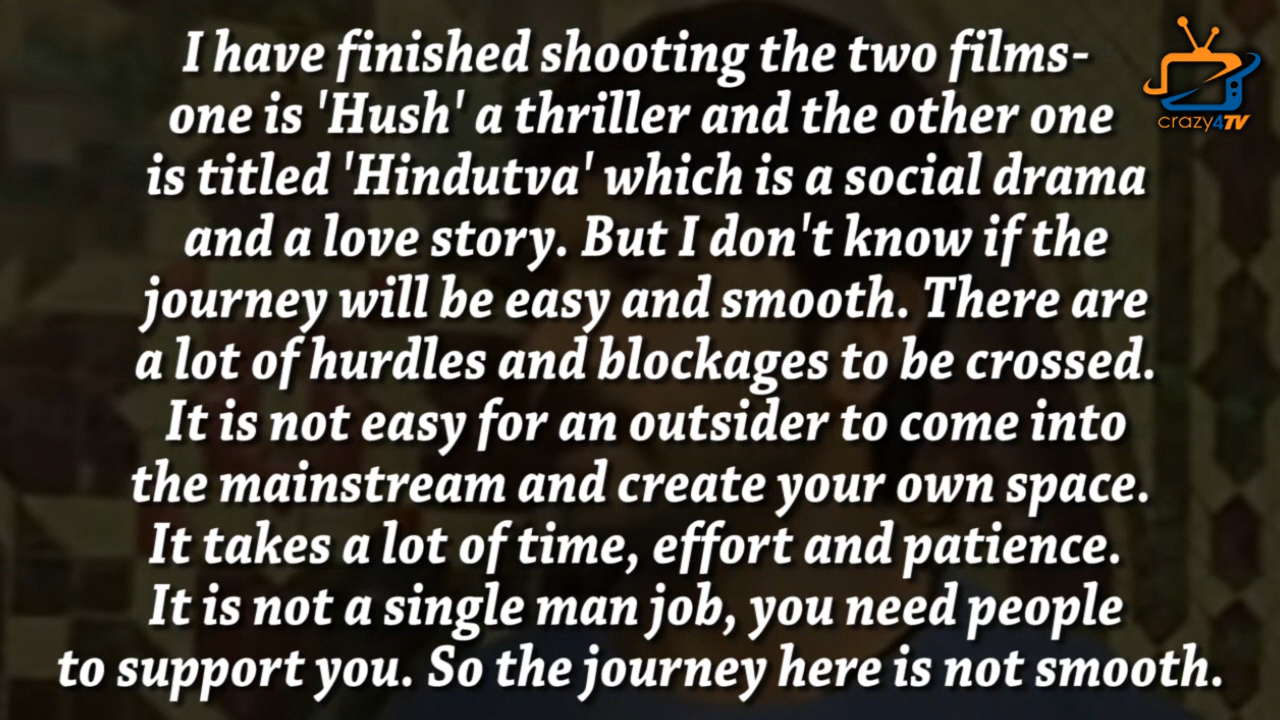 I have finished shooting the two films-
one is 'Hush' a thriller and the other one
is titled 'Hindutva' which is a social drama
and a love story. But I don't know if the
journey will be easy and smooth. There are
a lot of hurdles and blockages to be crossed.
It is not easy for an outsider to come into
the mainstream and create your own space.
It takes a lot of time, effort and patience.
It is not a single man job, you need people
to support you. So the journey here is not smooth.
crazy4TV